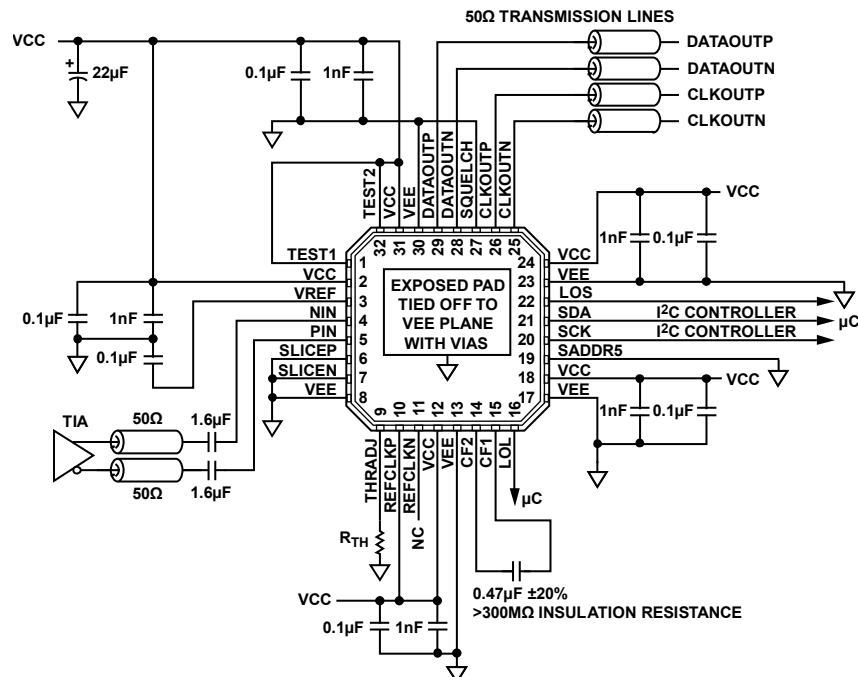 50Ω TRANSMISSION LINES
VCC
+
22µF
0.1µF
1nF
DATAOUTP
DATAOUTN
CLKOUTP
CLKOUTN
TEST2
VCC
VEE
DATAOUTP
DATAOUTN
SQUELCH
CLKOUTP
CLKOUTN
32
31
30
29
28
27
26
25
TEST1
VCC
VREF
NIN
PIN
SLICEP
SLICEN
VEE
1
2
3
4
5
6
7
8
EXPOSED PAD
TIED OFF TO
VEE PLANE
WITH VIAS
24
23
22
21
20
19
18
17
VCC
VEE
LOS
SDA
SCK
SADDR5
VCC
VEE
VCC
1nF
0.1µF
I²C CONTROLLER
I²C CONTROLLER
µC
VCC
1nF
0.1µF
0.1µF
1nF
0.1µF
TIA
50Ω
1.6µF
50Ω
1.6µF
9
10
11
12
13
14
15
16
THRADJ
REFCLKP
REFCLKN
VCC
VEE
CF2
CF1
LOL
µC
RTH
NC
VCC
0.1µF
1nF
0.47µF ±20%
>300MΩ INSULATION RESISTANCE